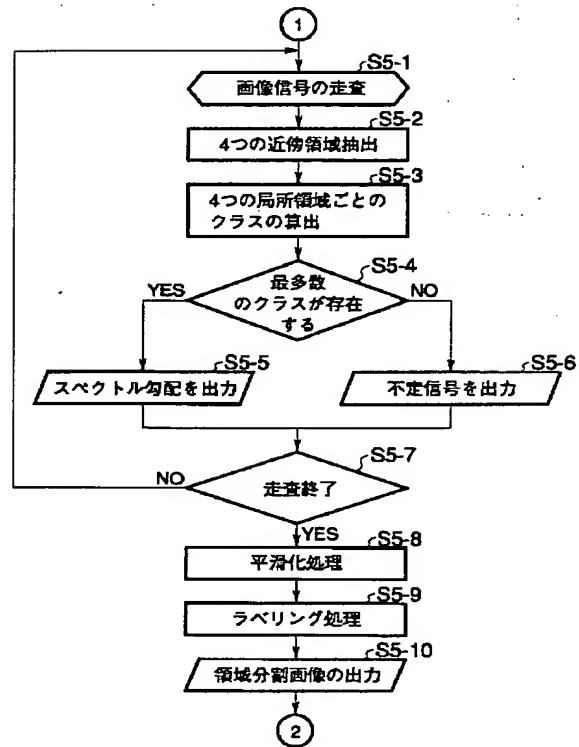 1
S5-1
画像信号の走査
S5-2
4つの近傍領域抽出
S5-3
4つの局所領域ごとの
クラスの算出
S5-4
最多数
のクラスが存在
する
YES
NO
S5-5
スペクトル勾配を出力
S5-6
不定信号を出力
S5-7
走査終了
NO
YES
S5-8
平滑化処理
S5-9
ラベリング処理
S5-10
領域分割画像の出力
2